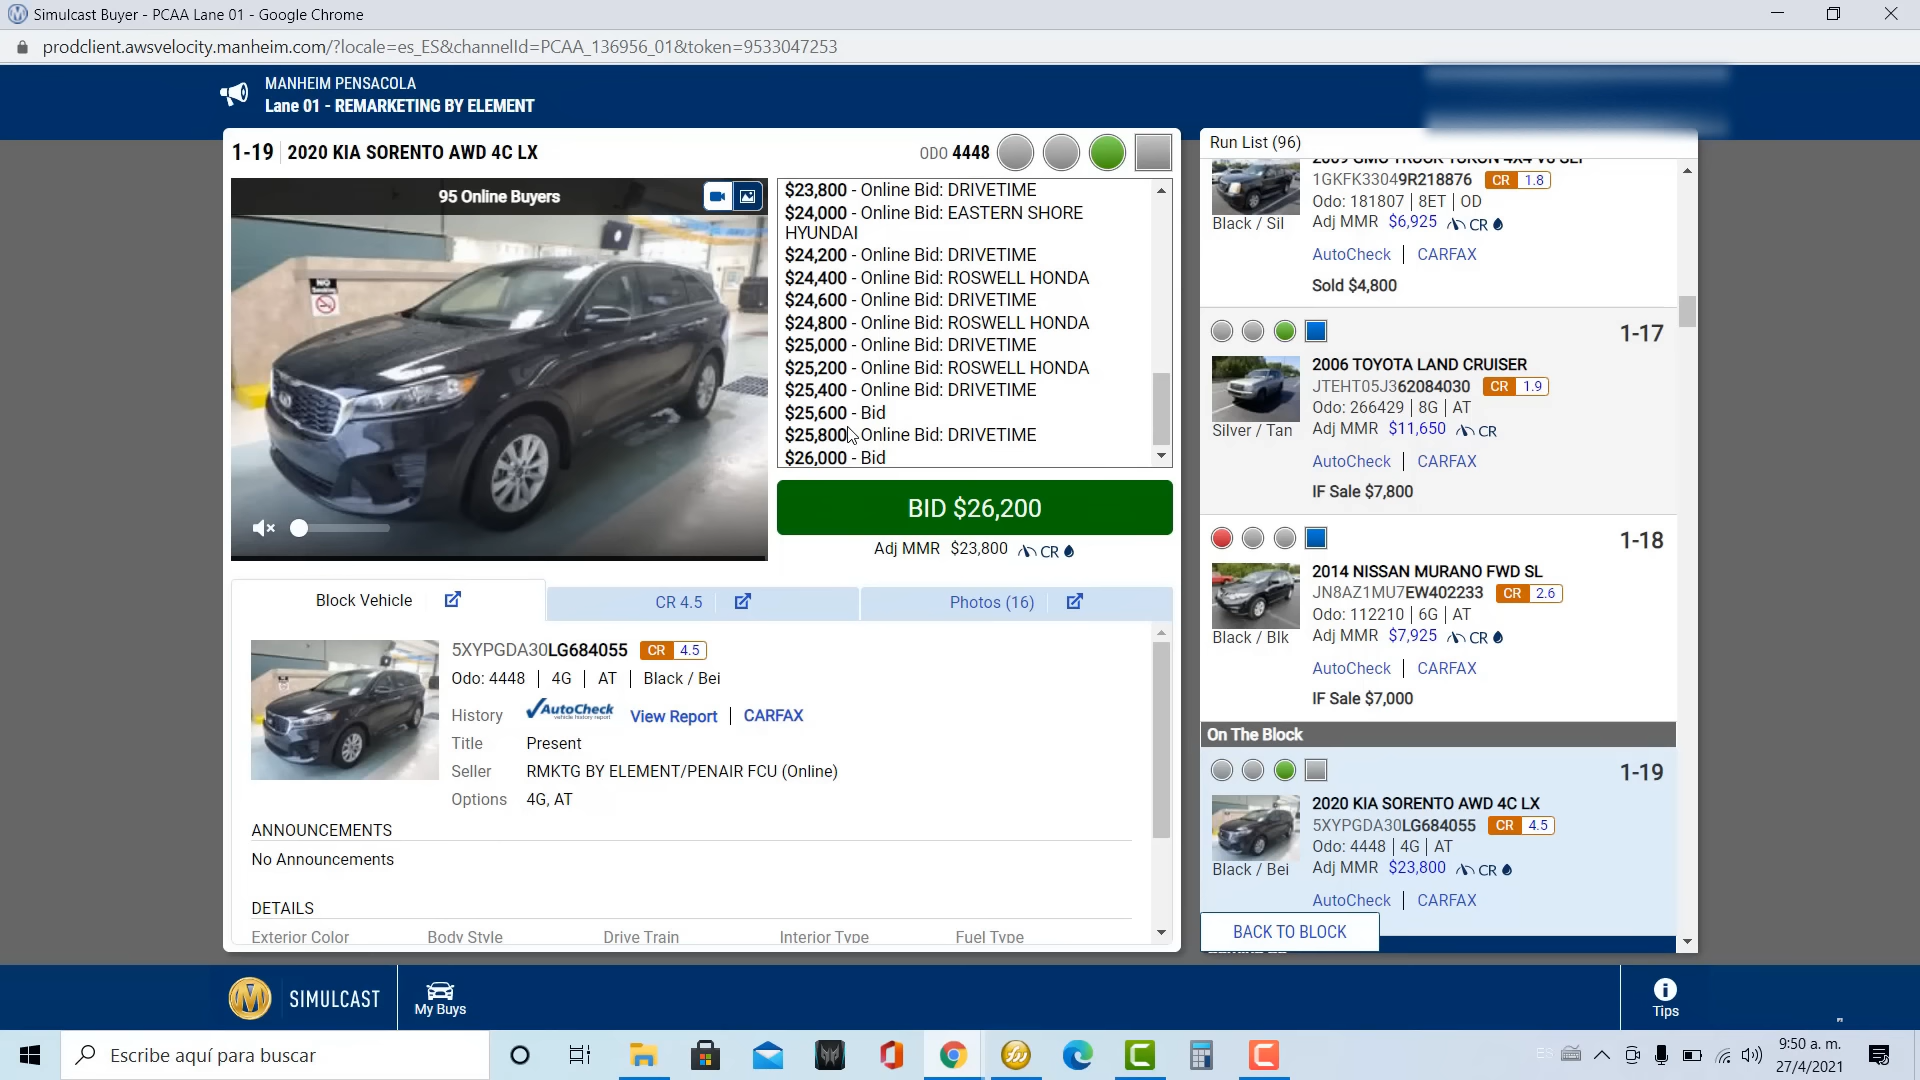 Simulcast Buyer - PCAA Lane 01 - Google Chrome
prodclient.awsvelocity.manheim.com/?locale=es_ES&channelId=PCAA_136956_01&token=9533047253
MANHEIM PENSACOLA
Lane 01 - REMARKETING BY ELEMENT
1-19 2020 KIA SORENTO AWD 4C LX ODO 4448
95 Online Buyers
NO Smoking
$23,800 - Online Bid: DRIVETIME
$24,000 - Online Bid: EASTERN SHORE
HYUNDAI
$24,200 - Online Bid: DRIVETIME
$24,400 - Online Bid: ROSWELL HONDA
$24,600 - Online Bid: DRIVETIME
$24,800 - Online Bid: ROSWELL HONDA
$25,000 - Online Bid: DRIVETIME
$25,200 - Online Bid: ROSWELL HONDA
$25,400 - Online Bid: DRIVETIME
$25,600 - Bid
$25,800 - Online Bid: DRIVETIME
$26,000 - Bid
BID $26,200
Adj MMR $23,800 CR
Block Vehicle
CR 4.5
Photos (16)
5XYPGDA30LG684055 CR 4.5
Odo: 4448 | 4G | AT | Black / Bei
History AutoCheck vehicle history report View Report | CARFAX
Title Present
Seller RMKTG BY ELEMENT/PENAIR FCU (Online)
Options 4G, AT
ANNOUNCEMENTS
No Announcements
DETAILS
Exterior Color Body Style Drive Train Interior Type Fuel Type
Run List (96)
2009 GMC TRUCK YUKON 4X4 V8 SLT
1GKFK33049R218876 CR 1.8
Odo: 181807 | 8ET | OD
Black / Sil
Adj MMR $6,925 CR
AutoCheck | CARFAX
Sold $4,800
1-17
2006 TOYOTA LAND CRUISER
JTEHT05J362084030 CR 1.9
Odo: 266429 | 8G | AT
Silver / Tan
Adj MMR $11,650 CR
AutoCheck | CARFAX
IF Sale $7,800
1-18
2014 NISSAN MURANO FWD SL
JN8AZ1MU7EW402233 CR 2.6
Odo: 112210 | 6G | AT
Black / Blk
Adj MMR $7,925 CR
AutoCheck | CARFAX
IF Sale $7,000
On The Block
1-19
2020 KIA SORENTO AWD 4C LX
5XYPGDA30LG684055 CR 4.5
Odo: 4448 | 4G | AT
Black / Bei
Adj MMR $23,800 CR
AutoCheck | CARFAX
BACK TO BLOCK
SIMULCAST
My Buys
Tips
Escribe aquí para buscar
ES
9:50 a. m.
27/4/2021